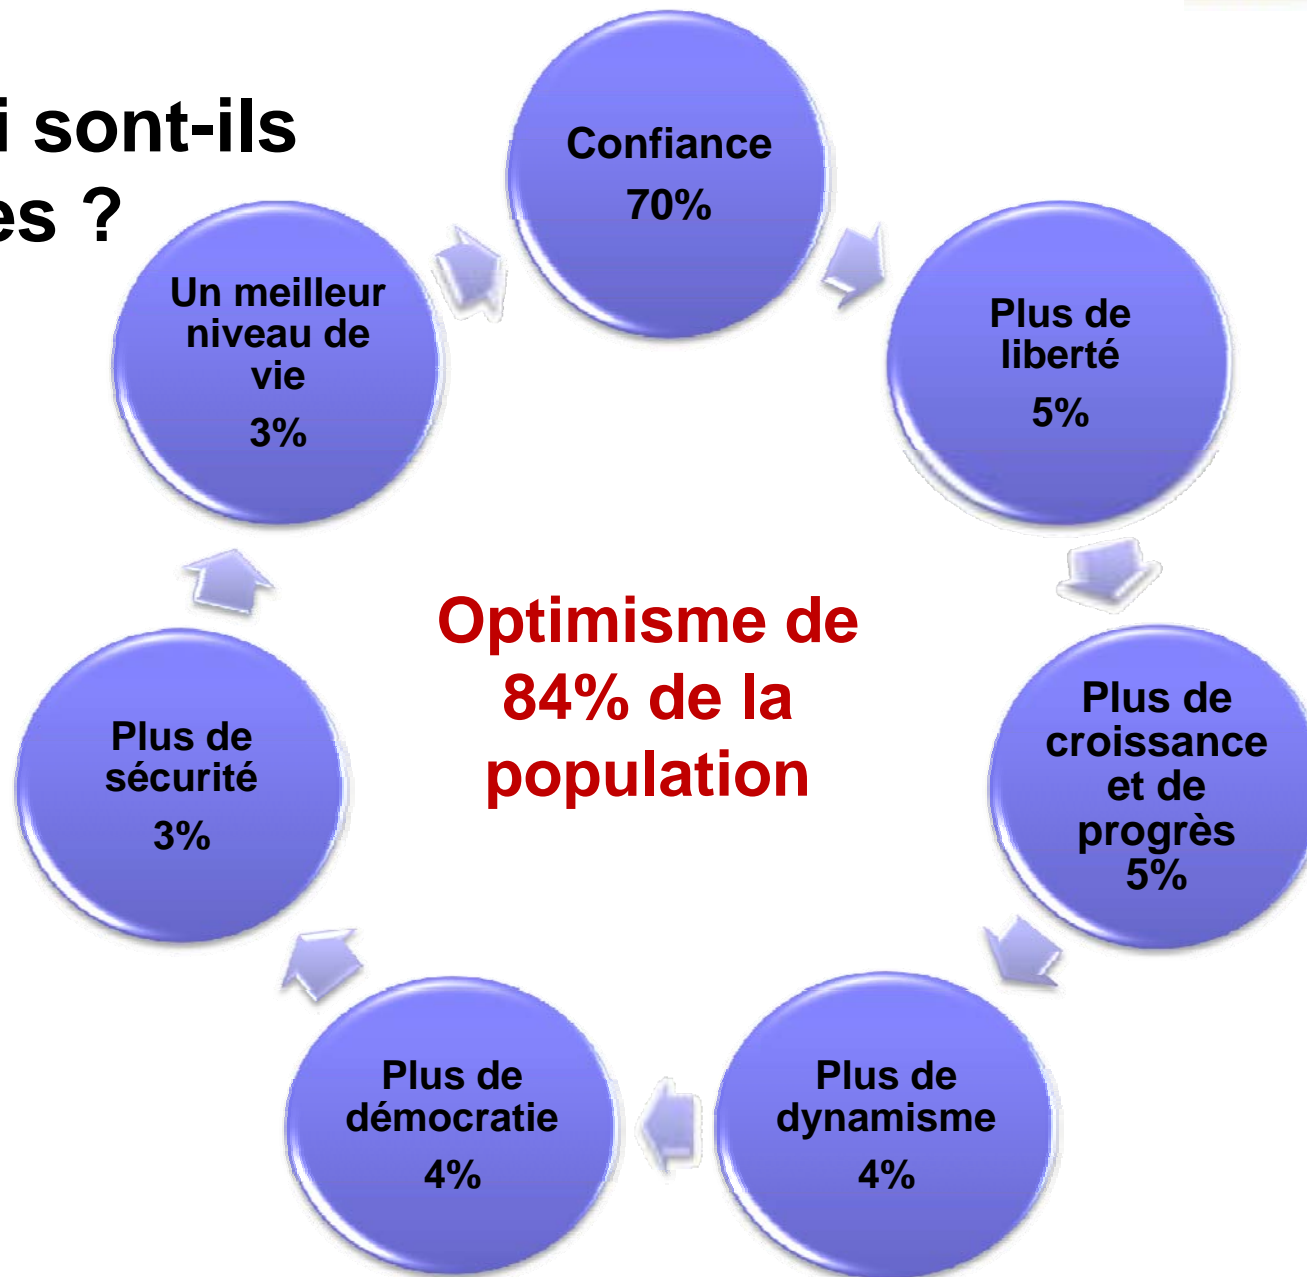 i sont-ils
es ?
Confiance
70%
Plus de
liberté
5%
Plus de
croissance
et de
progrès
5%
Plus de
dynamisme
4%
Plus de
démocratie
4%
Plus de
sécurité
3%
Un meilleur
niveau de
vie
3%
Optimisme de
84% de la
population